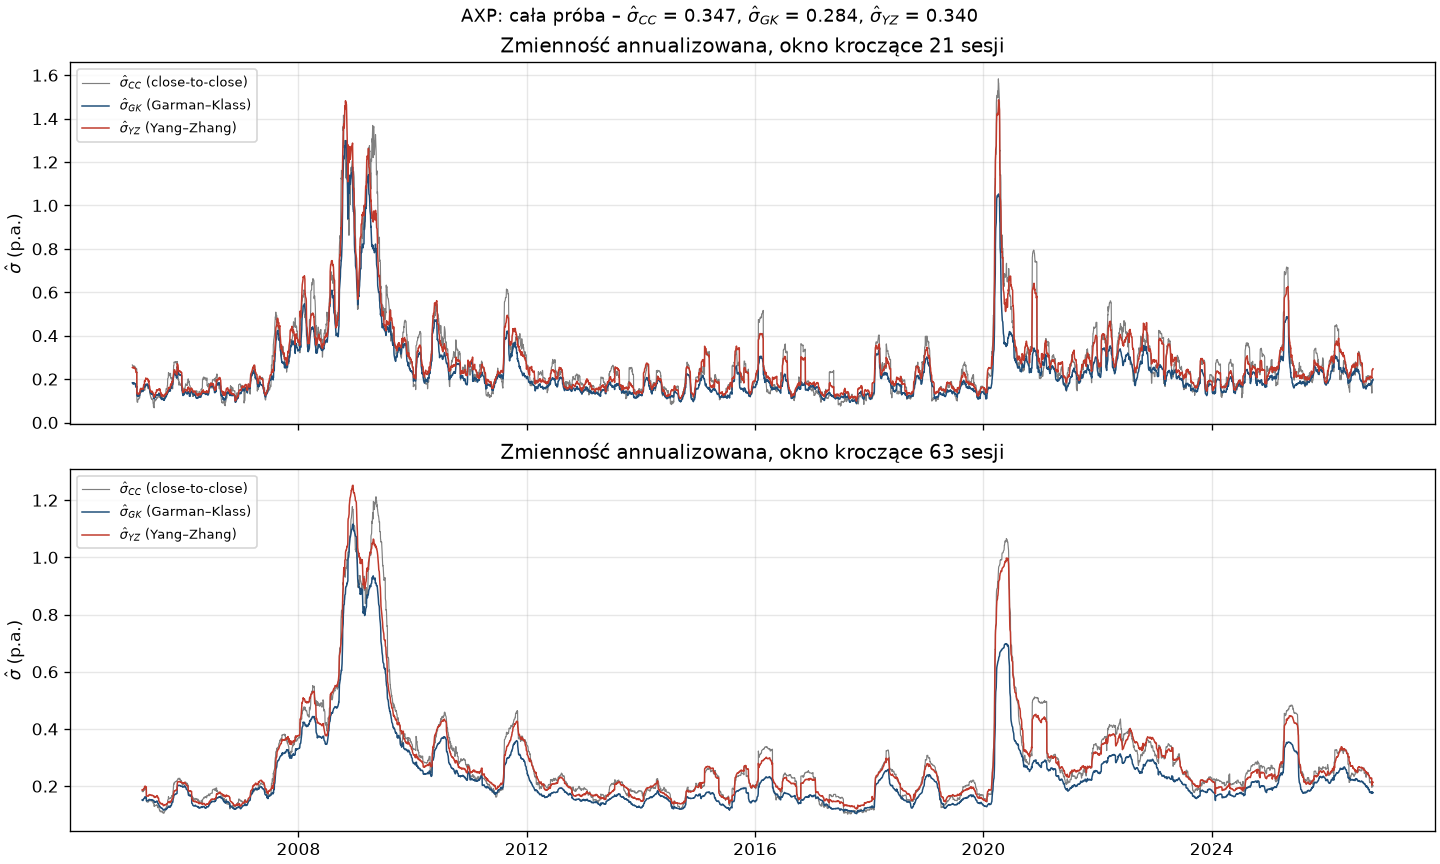 AXP: cała próba – σ̂CC = 0.347, σ̂GK = 0.284, σ̂YZ = 0.340
Zmienność annualizowana, okno kroczące 21 sesji
σ̂CC (close-to-close)
σ̂GK (Garman–Klass)
σ̂YZ (Yang–Zhang)
σ̂ (p.a.)
1.6
1.4
1.2
1.0
0.8
0.6
0.4
0.2
0.0
Zmienność annualizowana, okno kroczące 63 sesji
σ̂CC (close-to-close)
σ̂GK (Garman–Klass)
σ̂YZ (Yang–Zhang)
σ̂ (p.a.)
1.2
1.0
0.8
0.6
0.4
0.2
2008 2012 2016 2020 2024